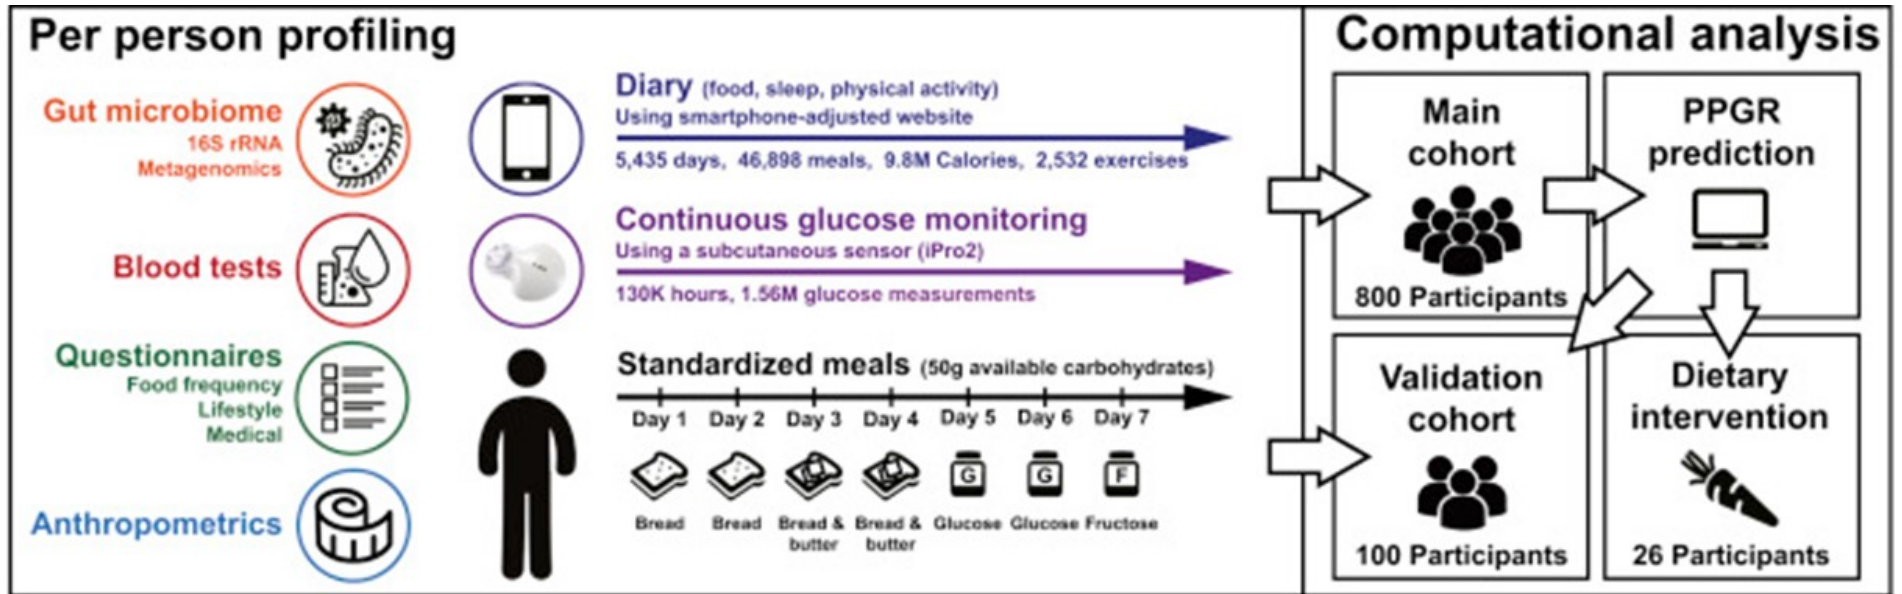 Per person profiling
Gut microbiome
16S rRNA
Metagenomics
Blood tests
Questionnaires
Food frequency
Lifestyle
Medical
Anthropometrics
Diary (food, sleep, physical activity)
Using smartphone-adjusted website
5,435 days, 46,898 meals, 9.8M Calories, 2,532 exercises
Continuous glucose monitoring
Using a subcutaneous sensor (iPro2)
130K hours, 1.56M glucose measurements
Standardized meals (50g available carbohydrates)
Day 1 Day 2 Day 3 Day 4 Day 5 Day 6 Day 7
G G F
Bread Bread Bread & Bread & Glucose Glucose Fructose
butter butter
Computational analysis
Main
cohort
800 Participants
PPGR
prediction
Validation
cohort
100 Participants
Dietary
intervention
26 Participants